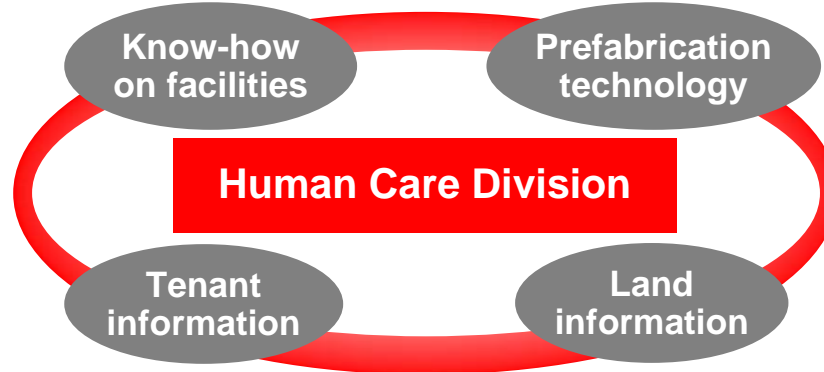 Know-how
on facilities
Prefabrication
technology
Human Care Division
Tenant
information
Land
information